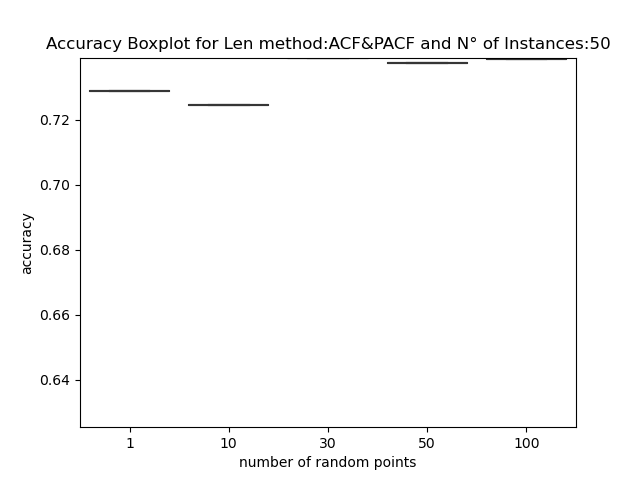 Accuracy Boxplot for Len method:ACF&PACF and N° of Instances:50
0.72
0.70
0.68
0.66
0.64
accuracy
1 10 30 50 100
number of random points